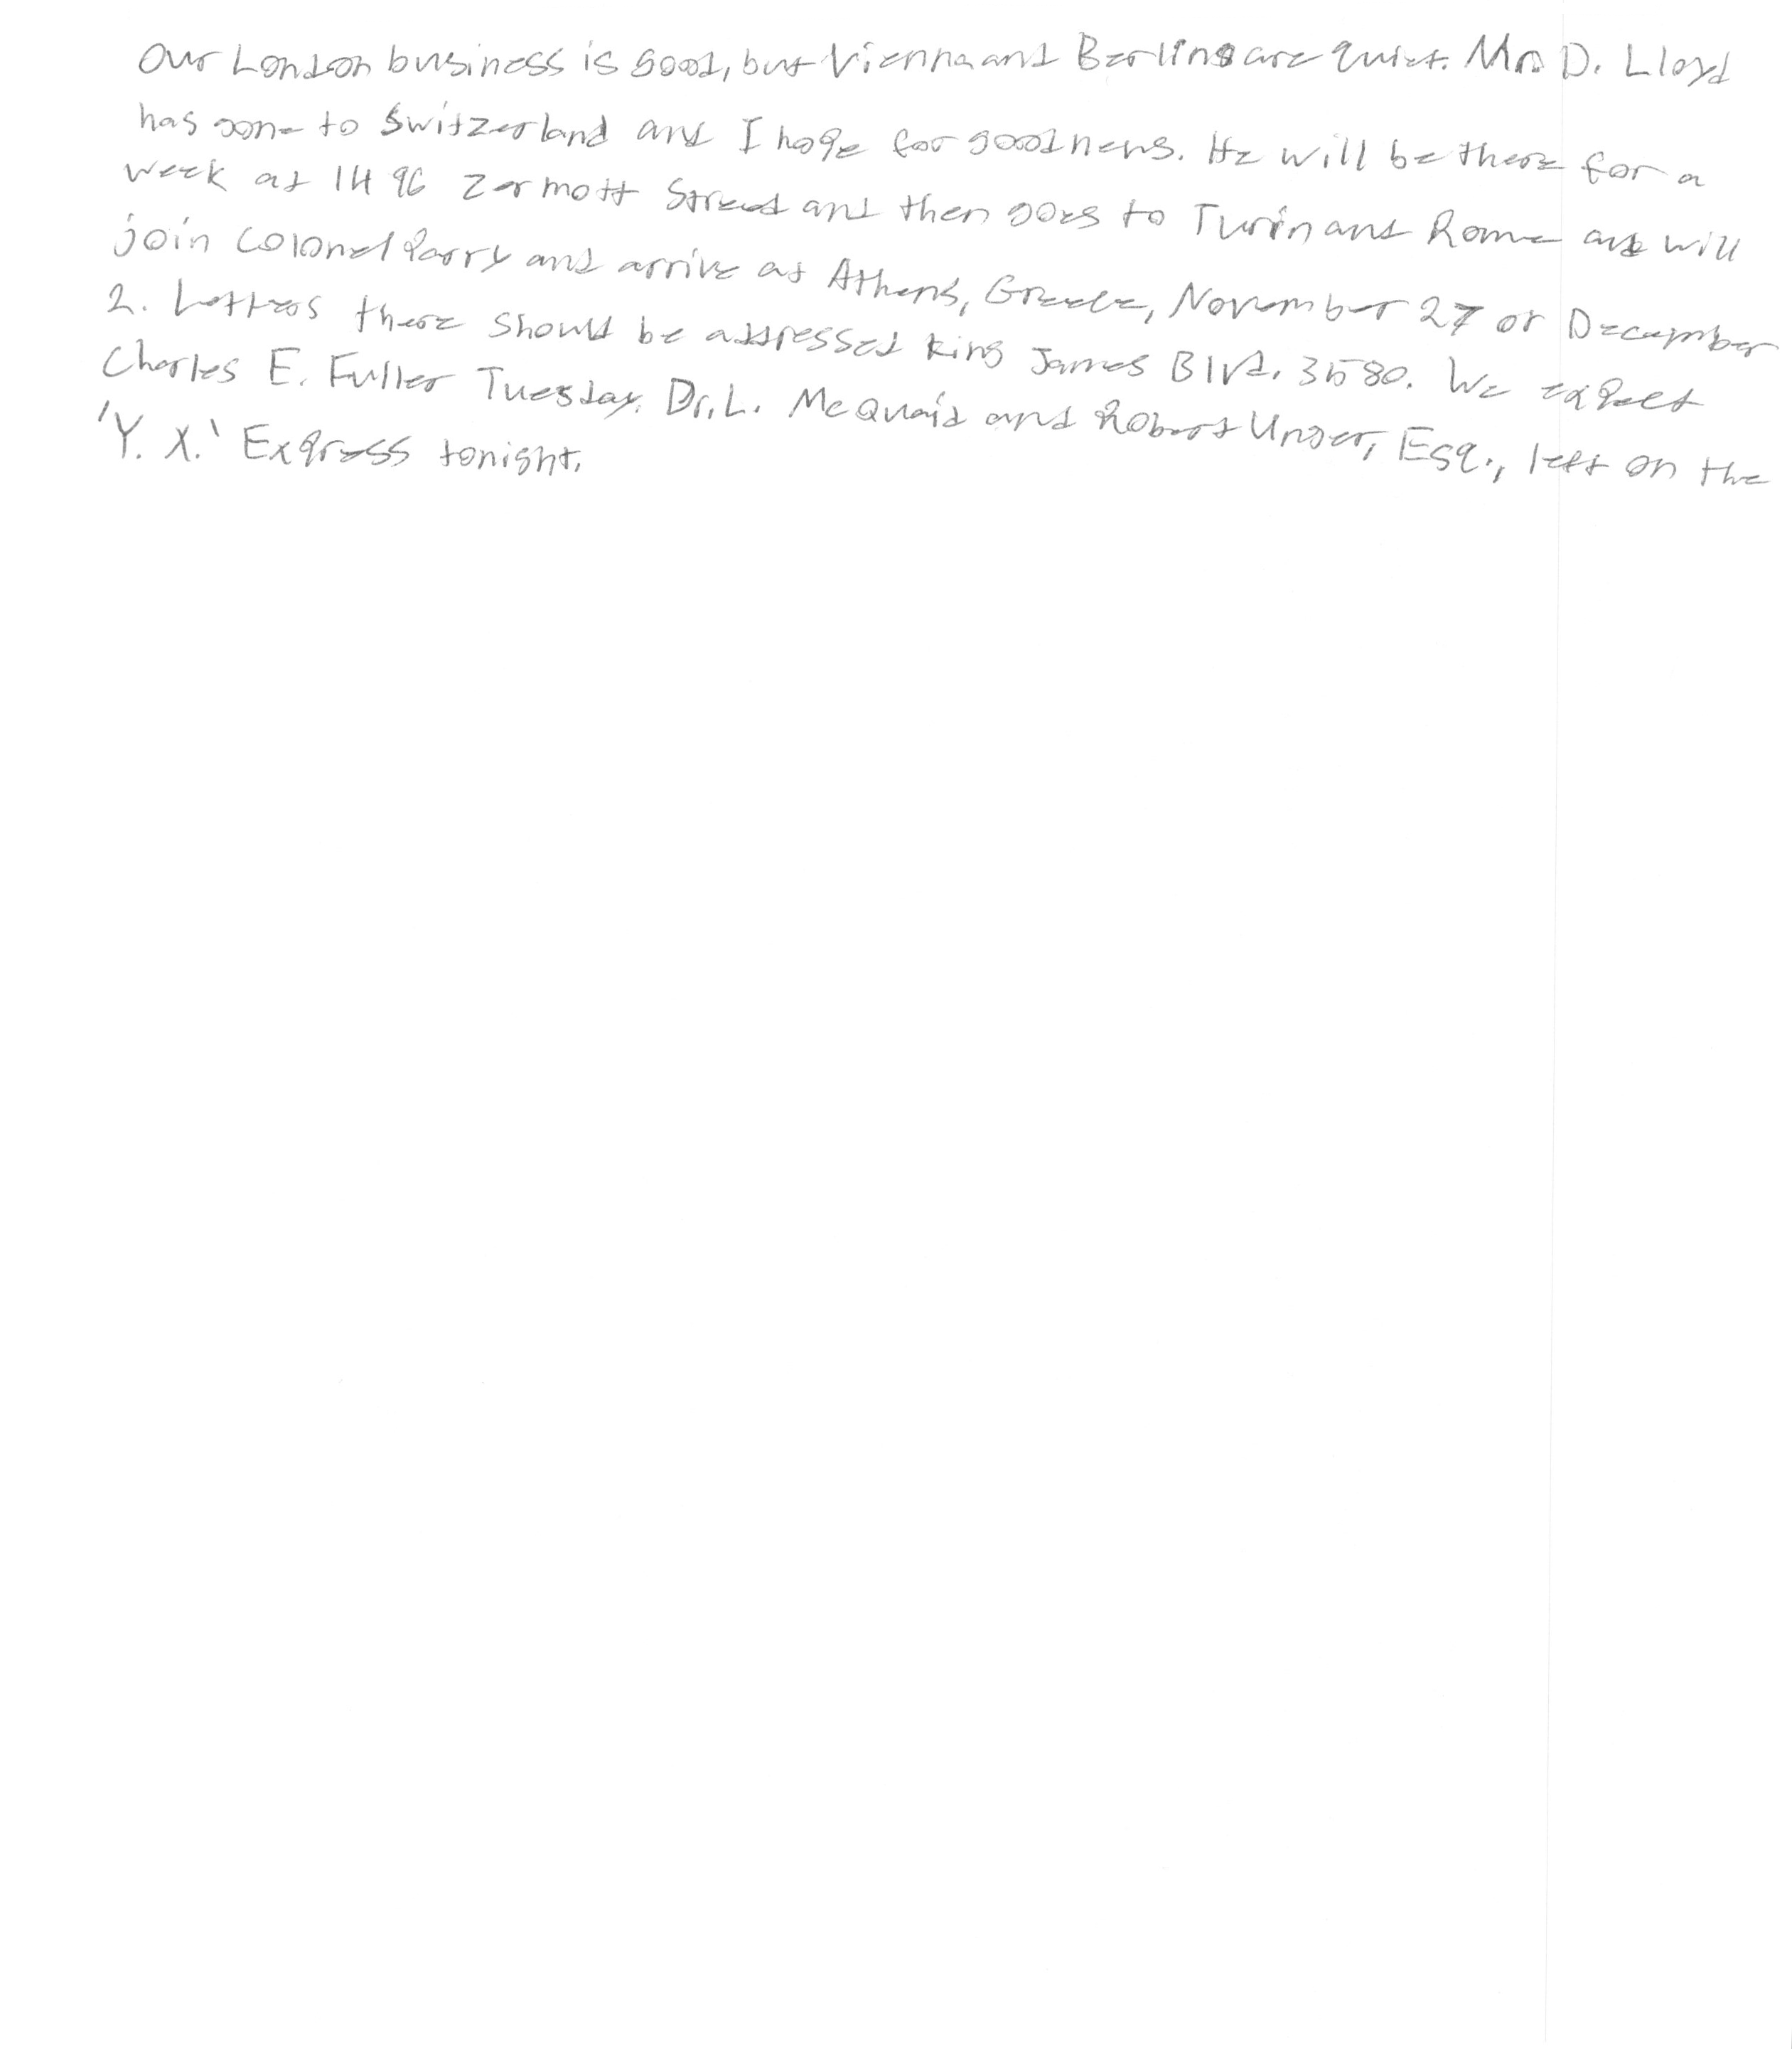 Our London business is good, but Vienna and Berlin are quiet. Mr. D. Lloyd
has gone to Switzerland and I hope for good news. He will be there for a
week at 1496 Zermott Street and then goes to Turin and Rome and will
join Colonel Parry and arrive at Athens, Greece, November 27 or December
2. Letters there should be addressed King James Blvd. 3580. We expect
Charles E. Fuller Tuesday. Dr. L. McQuaid and Robert Unger, Esq., left on the
'Y. X.' Express tonight.